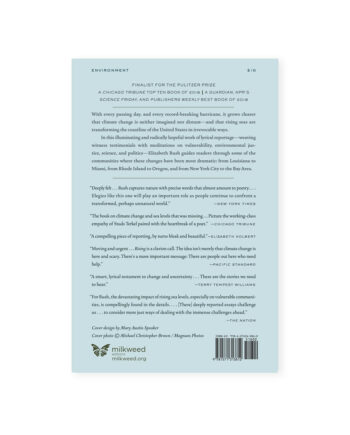 ENVIRONMENT
FINALIST FOR THE PULITZER PRIZE
A CHICAGO TRIBUNE TOP TEN BOOK OF 2018 | A GUARDIAN, NPR'S
SCIENCE FRIDAY, AND PUBLISHERS WEEKLY BEST BOOK OF 2018
With every passing day, and every record-breaking hurricane, it grows clearer
that climate change is neither imagined nor distant—and that rising seas are
transforming the coastline of the United States in irrevocable ways.
In this illuminating and radically hopeful work of lyrical reportage—weaving
witness testimonials with meditations on vulnerability, environmental jus-
tice, science, and politics—Elizabeth Rush guides readers through some of the
communities where these changes have been most dramatic: from Louisiana to
Miami, from Rhode Island to Oregon, and from New York City to the Bay Area.
"Deeply felt . . . Rush captures nature with precise words that almost amount to poetry. . . .
Elegies like this one will play an important role as people continue to confront a
transformed, perhaps unnatural world." —NEW YORK TIMES
"The book on climate change and sea levels that was missing. . . Picture the working-class
empathy of Studs Terkel paired with the heartbreak of a poet." —CHICAGO TRIBUNE
"A compelling piece of reporting, by turns bleak and beautiful." —ELIZABETH KOLBERT
"Moving and urgent. . . Rising is a clarion call. The idea isn't merely that climate change is
here and scary. There's a more important message: There are people out here who need
help." —PACIFIC STANDARD
"A smart, lyrical testament to change and uncertainty. . . . These are the stories we need
to hear." —TERRY TEMPEST WILLIAMS
"For Rush, the devastating impact of rising sea levels, especially on vulnerable communi-
ties, is compellingly found in the details. . . . [These] deeply reported essays challenge
us . . . to consider more just ways of dealing with the immense challenges ahead."
—THE NATION
Cover design by Mary Austin Speaker
Cover photo © Michael Christopher Brown / Magnum Photos
milkweed
EDITIONS
milkweed.org